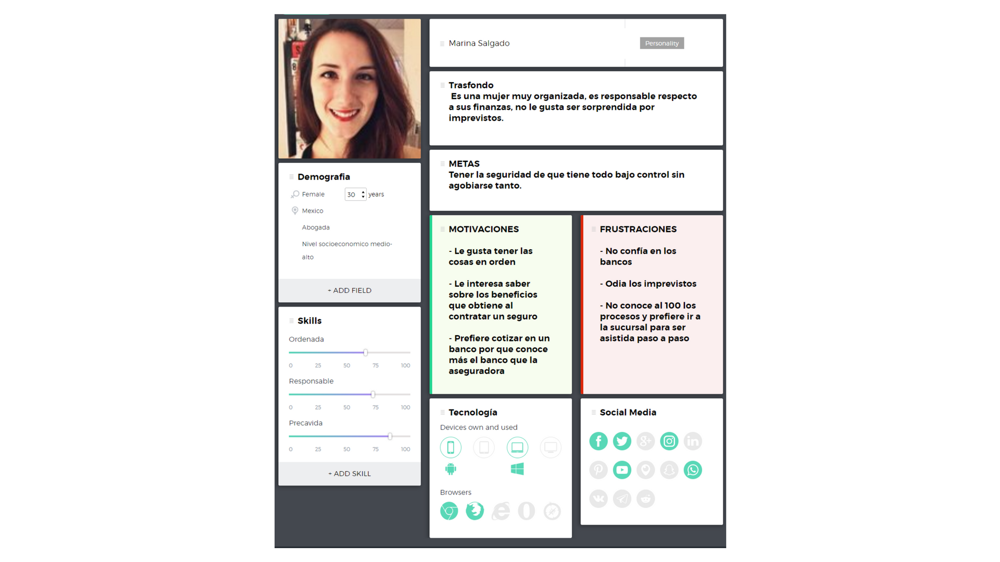 Marina Salgado
Personality
Trasfondo
Es una mujer muy organizada, es responsable respecto
a sus finanzas, no le gusta ser sorprendida por
imprevistos.
METAS
Tener la seguridad de que tiene todo bajo control sin
agobiarse tanto.
Demografia
Female 30 years
Mexico
Abogada
Nivel socioeconomico medio-
alto
+ ADD FIELD
Skills
Ordenada
0 25 50 75 100
Responsable
0 25 50 75 100
Precavida
0 25 50 75 100
+ ADD SKILL
MOTIVACIONES
- Le gusta tener las
cosas en orden
- Le interesa saber
sobre los beneficios
que obtiene al
contratar un seguro
- Prefiere cotizar en un
banco por que conoce
más el banco que la
aseguradora
FRUSTRACIONES
- No confía en los
bancos
- Odia los imprevistos
- No conoce al 100 los
procesos y prefiere ir a
la sucursal para ser
asistida paso a paso
Tecnología
Devices own and used
Browsers
Social Media